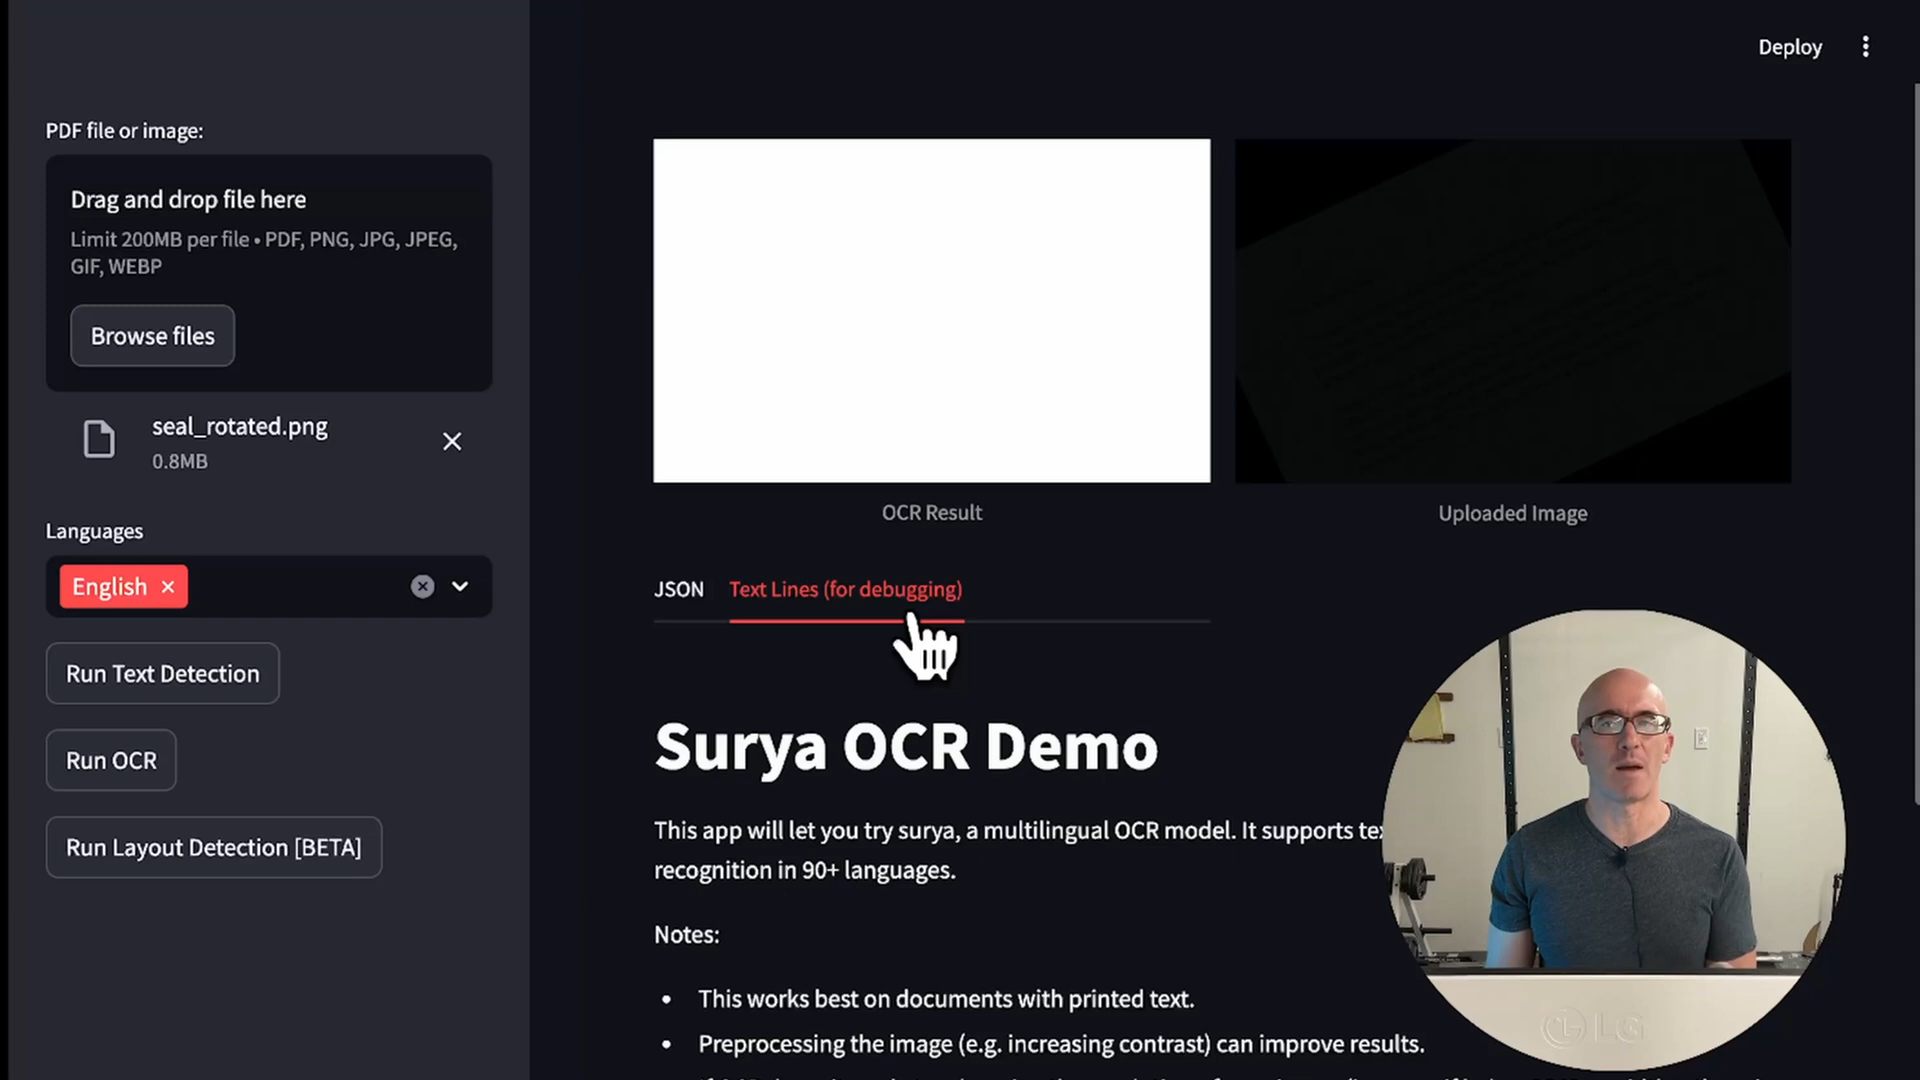 Deploy
PDF file or image:
Drag and drop file here
Limit 200MB per file • PDF, PNG, JPG, JPEG,
GIF, WEBP
Browse files
seal_rotated.png
0.8MB
Languages
English
Run Text Detection
Run OCR
Run Layout Detection [BETA]
OCR Result
Uploaded Image
JSON
Text Lines (for debugging)
Surya OCR Demo
This app will let you try surya, a multilingual OCR model. It supports
recognition in 90+ languages.
Notes:
• This works best on documents with printed text.
• Preprocessing the image (e.g. increasing contrast) can improve results.
LG